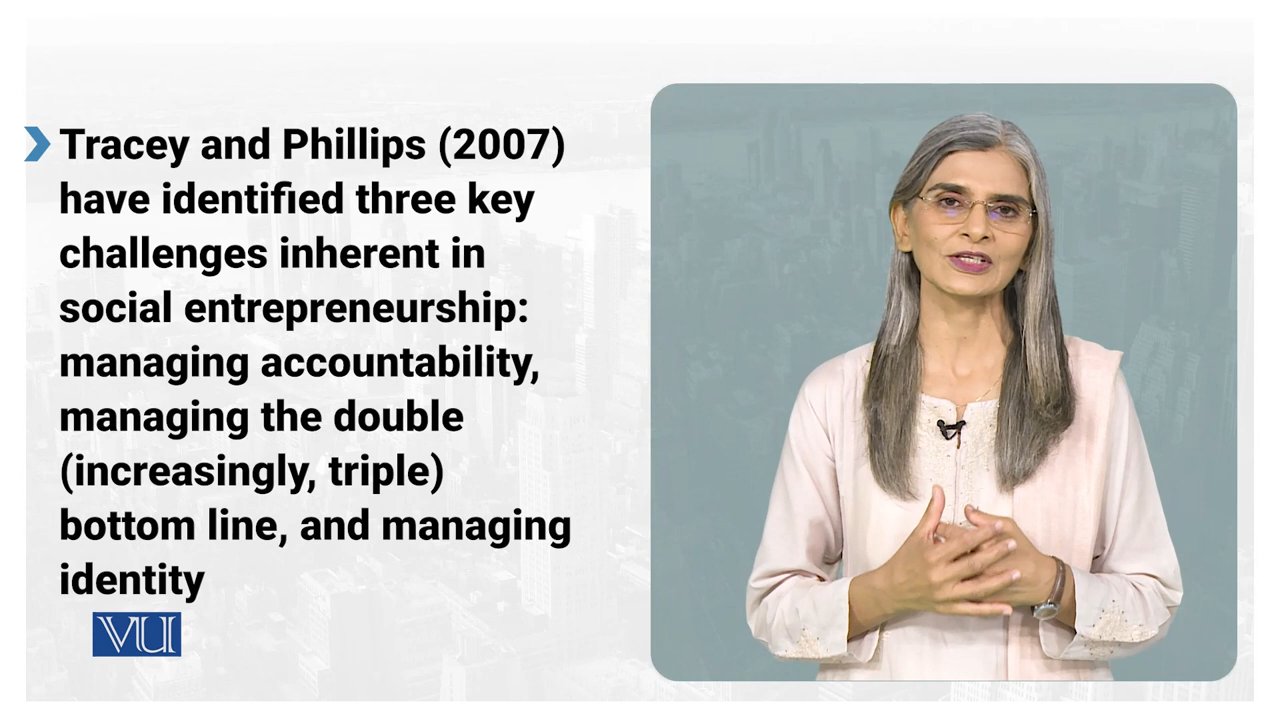 Tracey and Phillips (2007)
have identified three key
challenges inherent in
social entrepreneurship:
managing accountability,
managing the double
(increasingly, triple)
bottom line, and managing
identity
VU